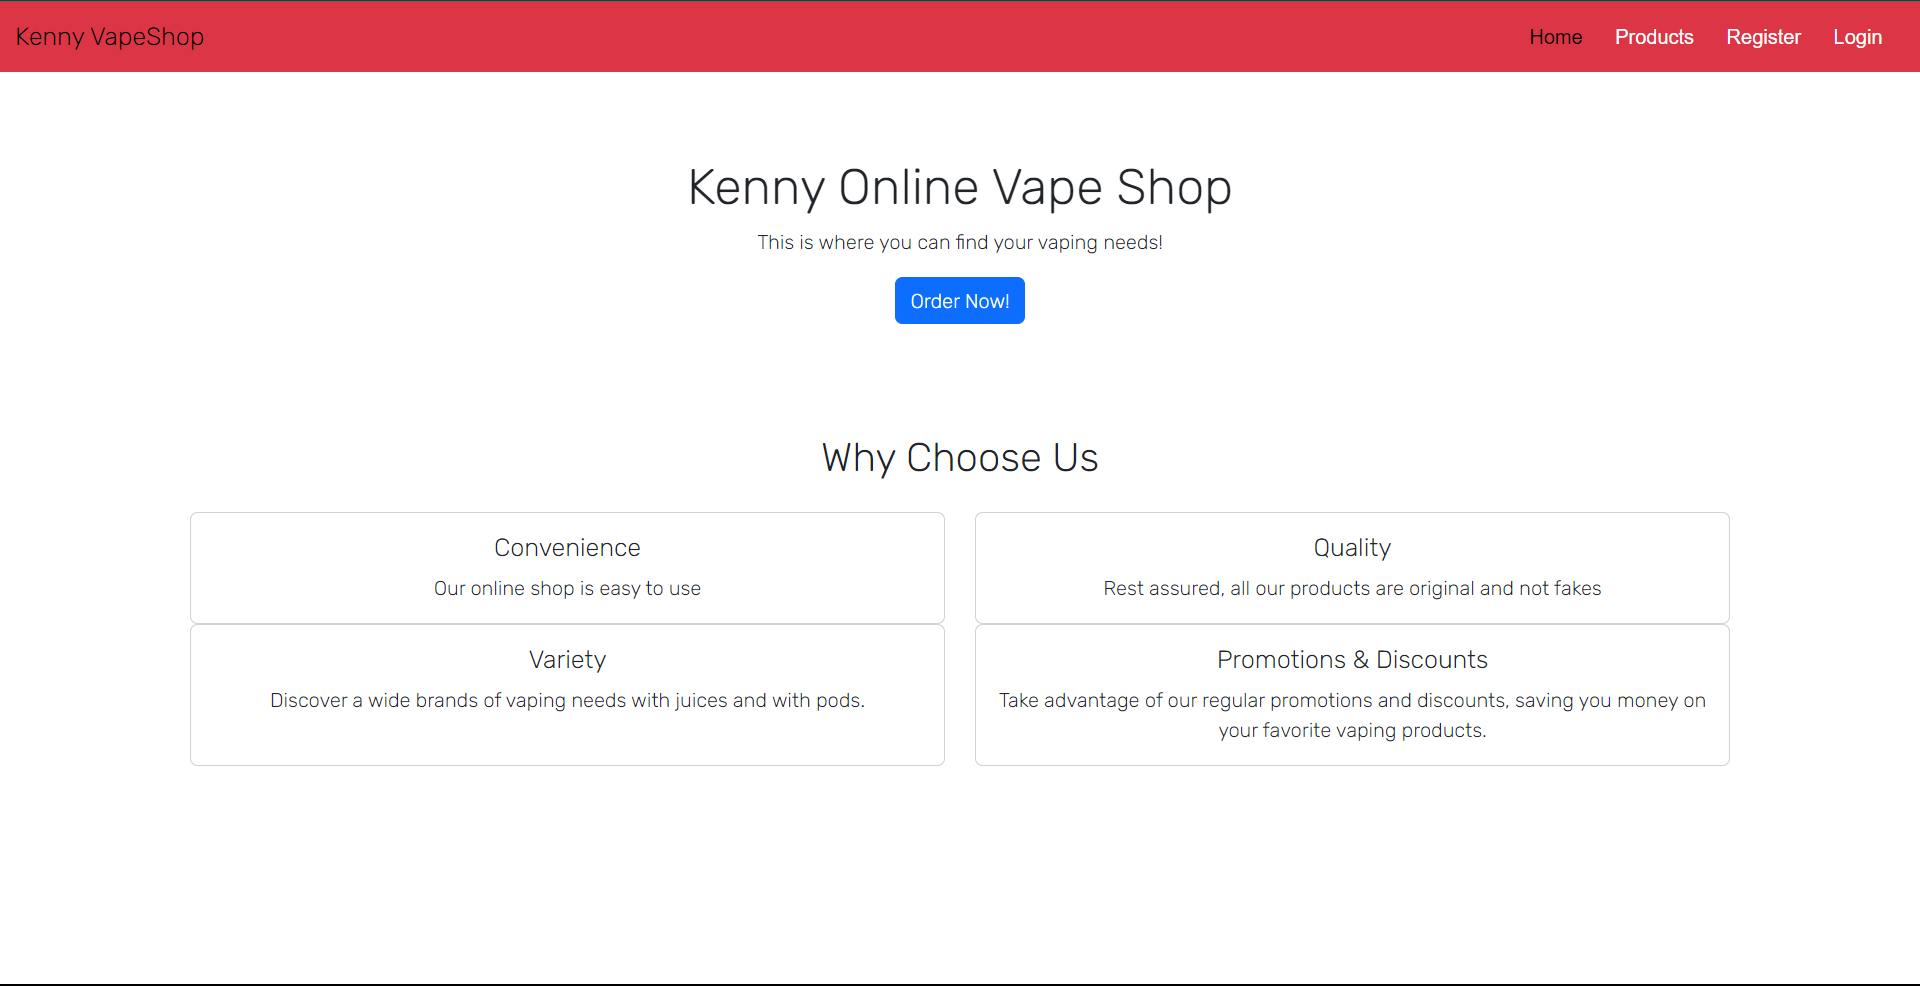 Kenny VapeShop
Home
Products
Register
Login
Kenny Online Vape Shop
This is where you can find your vaping needs!
Order Now!
Why Choose Us
Convenience
Our online shop is easy to use
Quality
Rest assured, all our products are original and not fakes
Variety
Discover a wide brands of vaping needs with juices and with pods.
Promotions & Discounts
Take advantage of our regular promotions and discounts, saving you money on
your favorite vaping products.